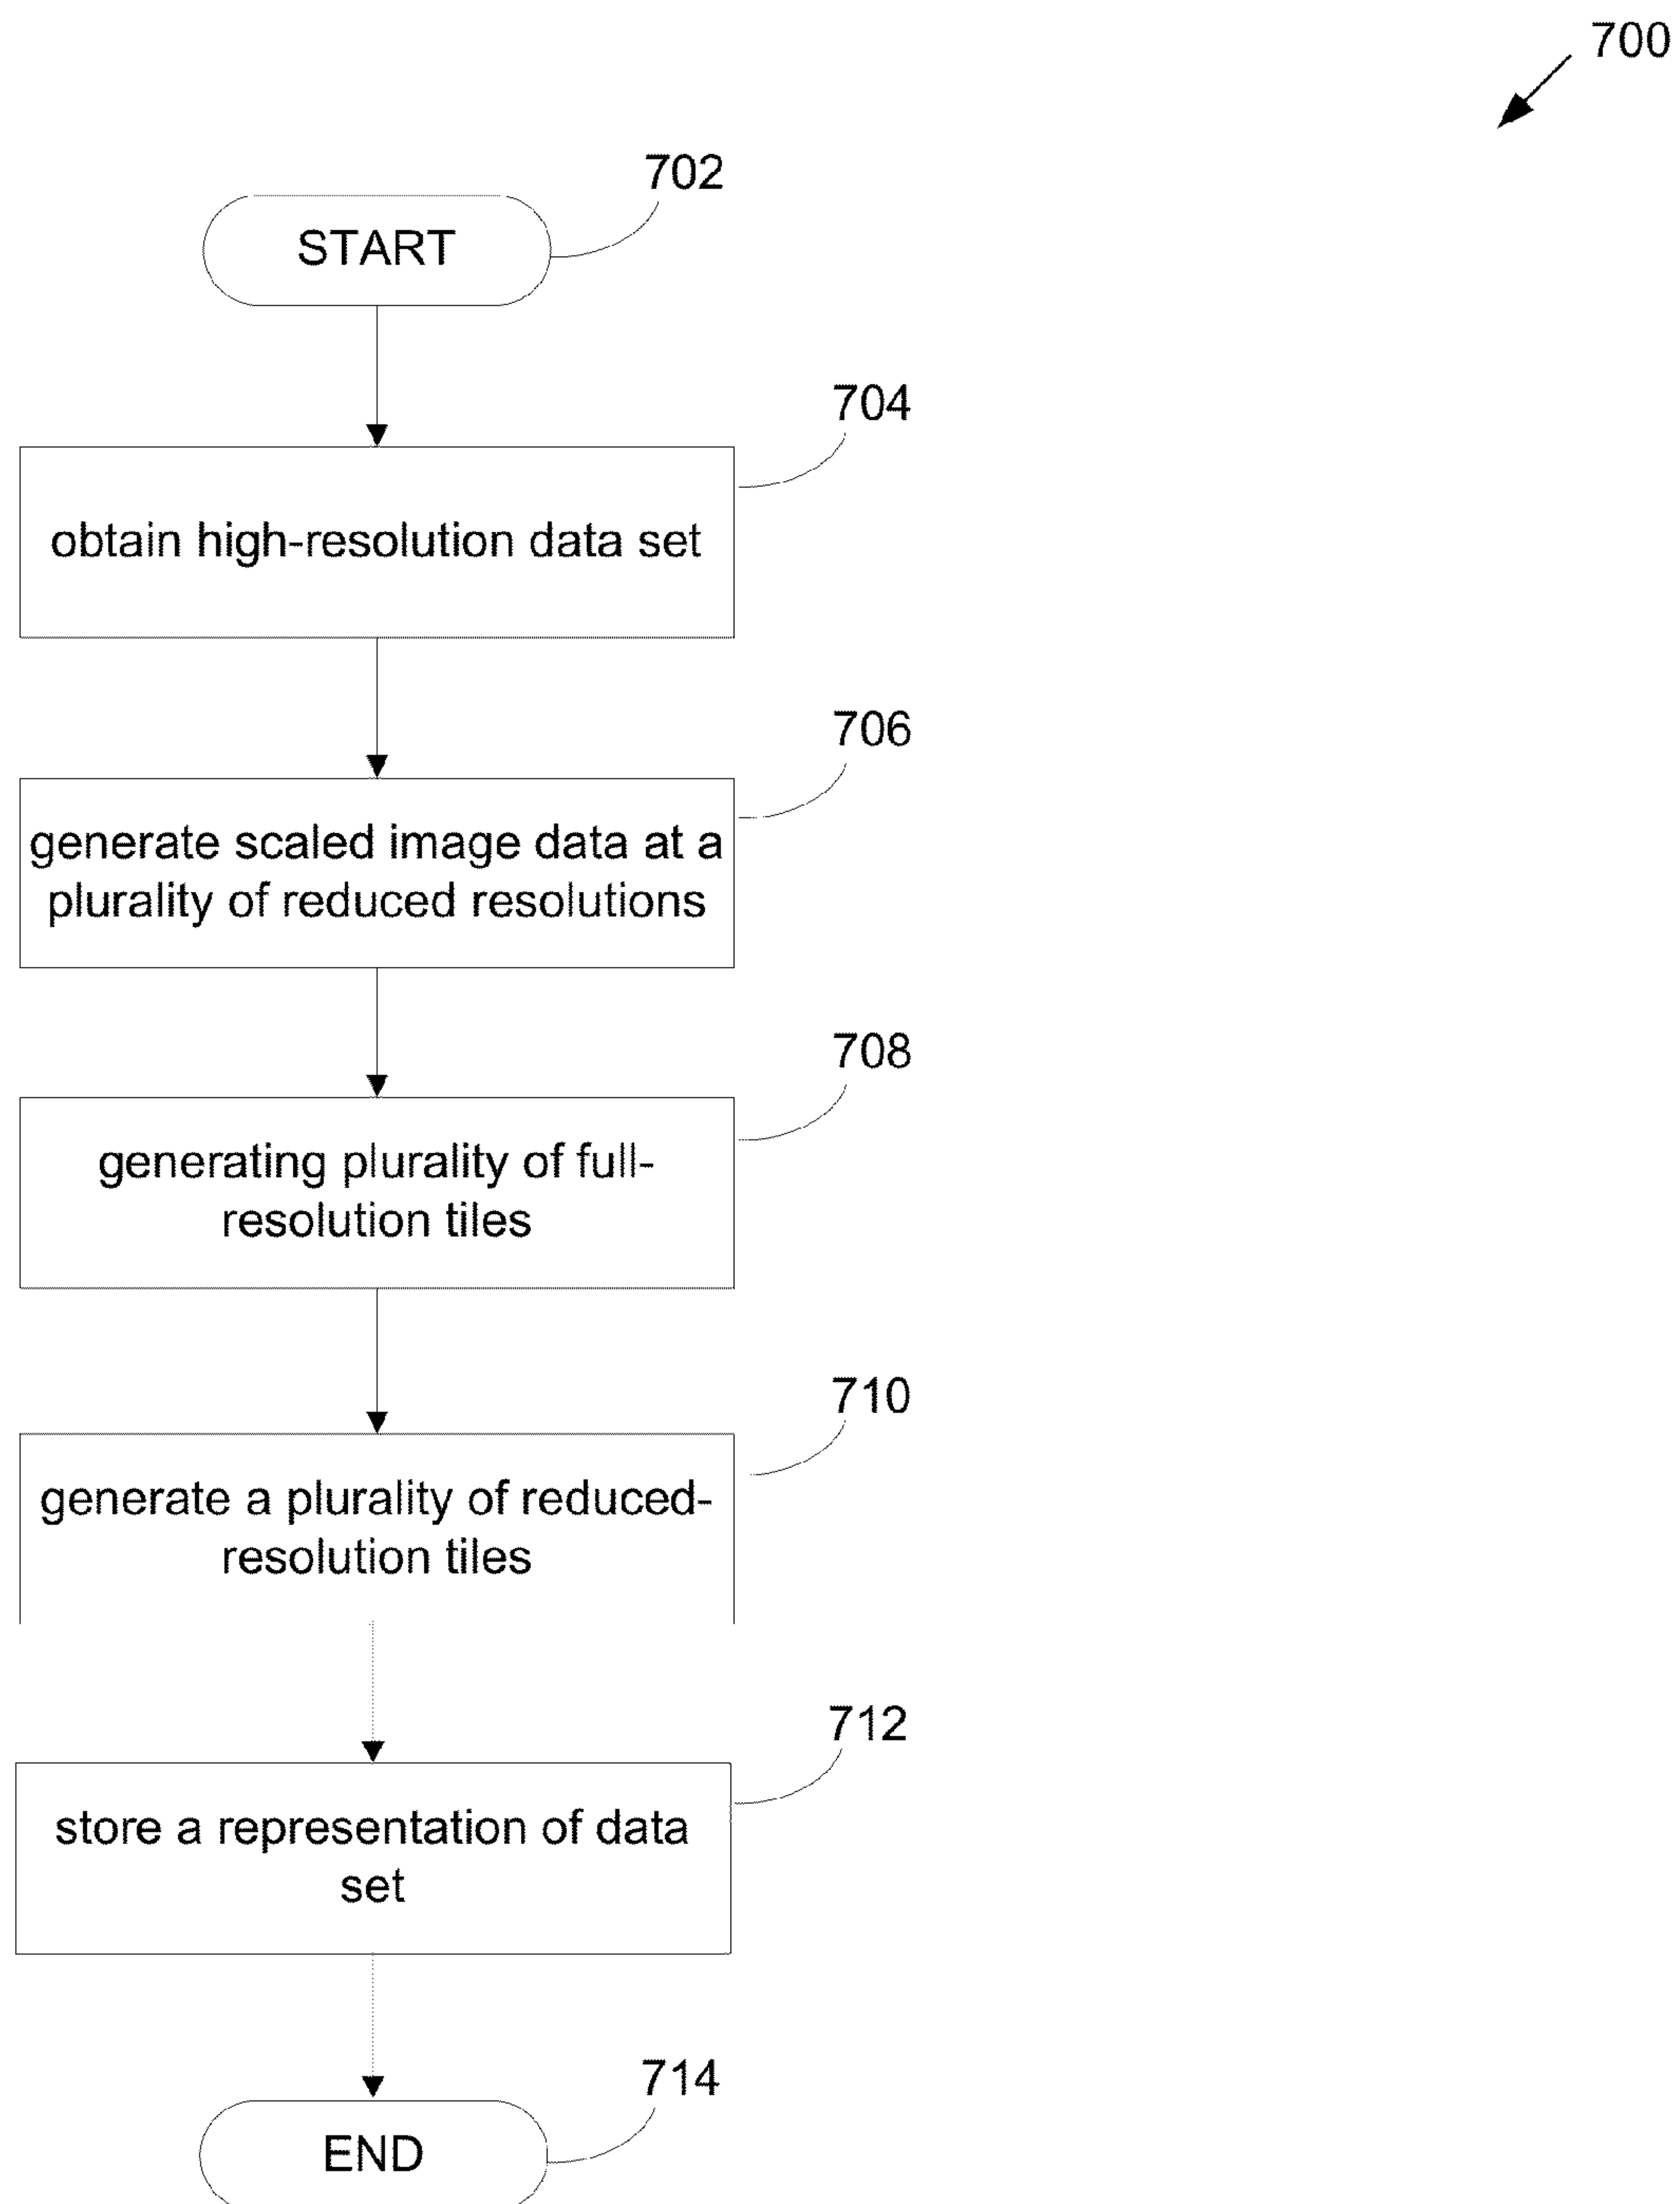 700
702
START
704
obtain high-resolution data set
706
generate scaled image data at a
plurality of reduced resolutions
708
generating plurality of full-
resolution tiles
710
generate a plurality of reduced-
resolution tiles
712
store a representation of data
set
714
END